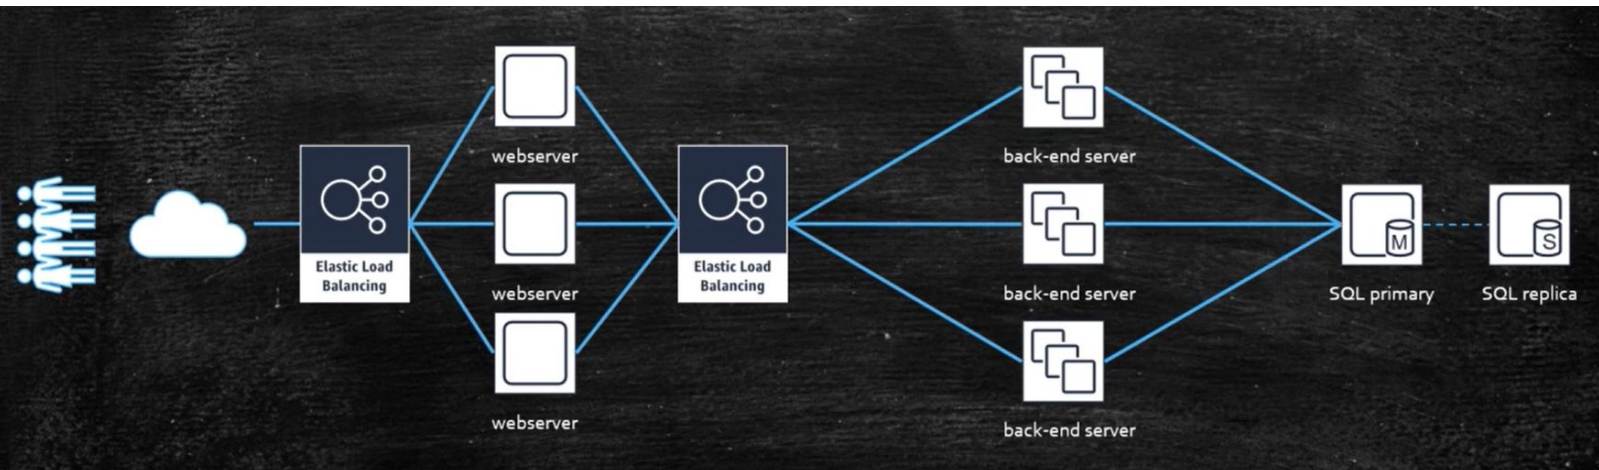 webserver
Elastic Load
Balancing
webserver
webserver
Elastic Load
Balancing
back-end server
back-end server
back-end server
M
SQL primary
S
SQL replica